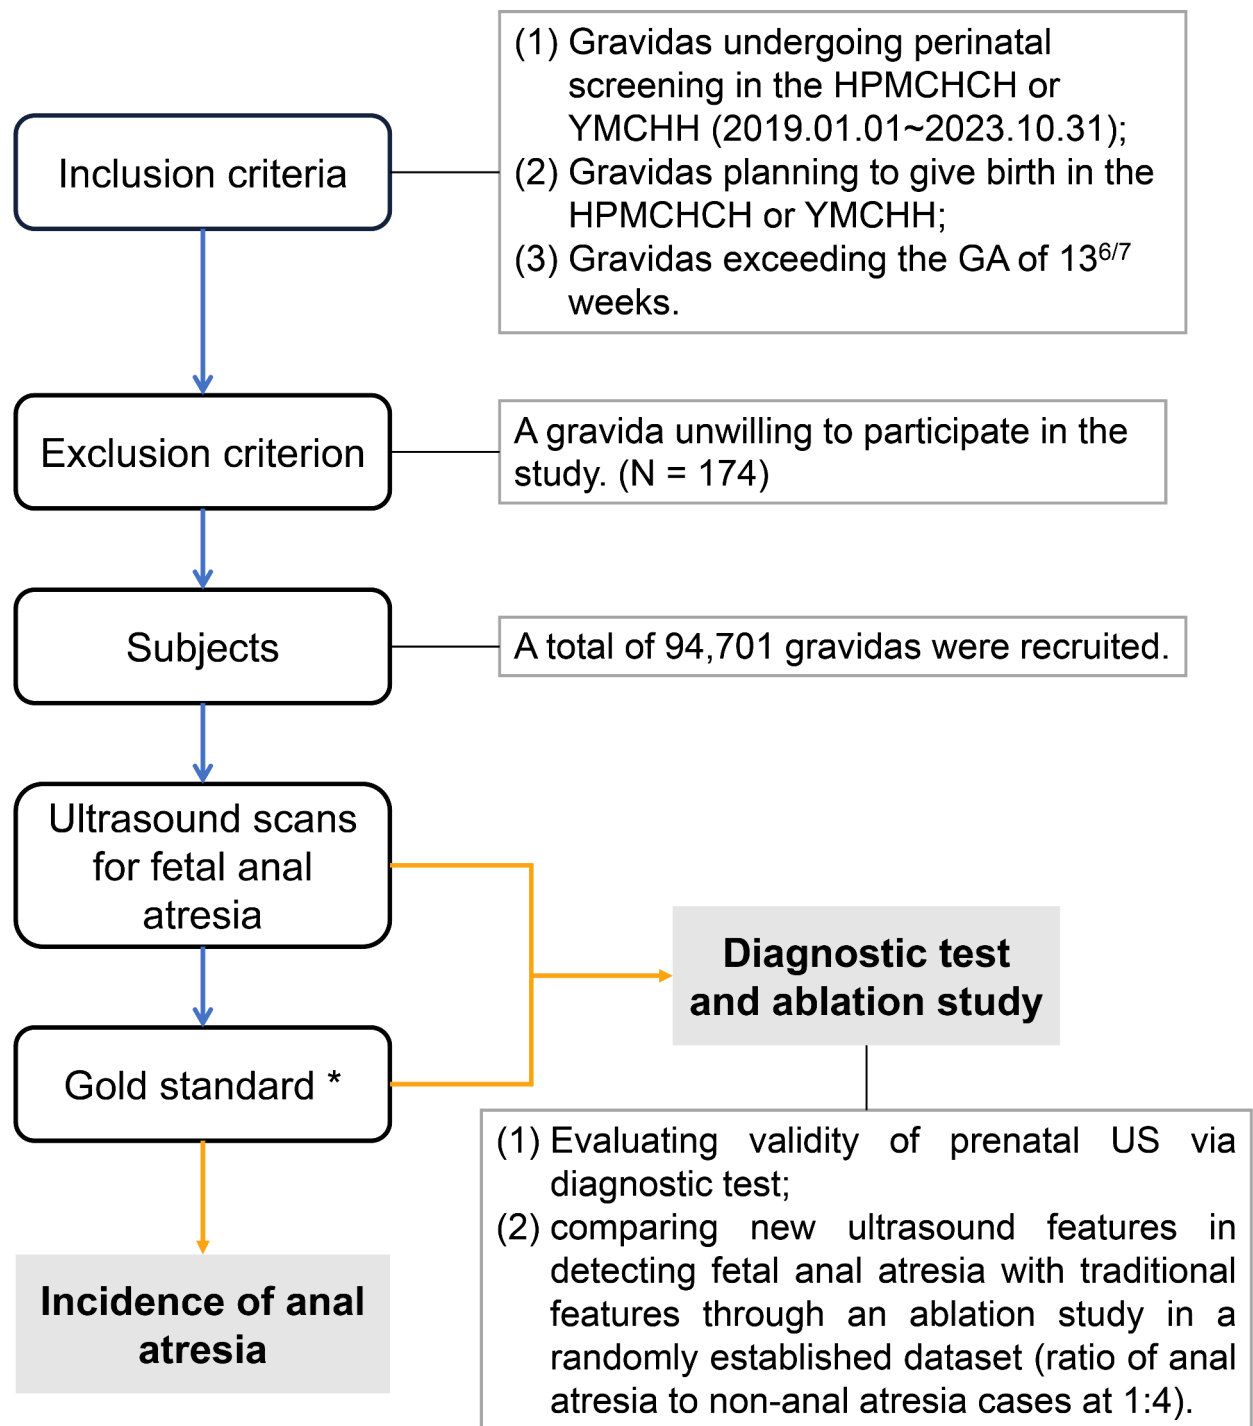 Inclusion criteria
(1) Gravidas undergoing perinatal
screening in the HPMCHCH or
YMCHH (2019.01.01~2023.10.31);
(2) Gravidas planning to give birth in the
HPMCHCH or YMCHH;
(3) Gravidas exceeding the GA of 13⁶ᐟ⁷
weeks.
Exclusion criterion
A gravida unwilling to participate in the
study. (N = 174)
Subjects
A total of 94,701 gravidas were recruited.
Ultrasound scans
for fetal anal
atresia
Diagnostic test
and ablation study
Gold standard *
(1) Evaluating validity of prenatal US via
diagnostic test;
(2) comparing new ultrasound features in
detecting fetal anal atresia with traditional
features through an ablation study in a
randomly established dataset (ratio of anal
atresia to non-anal atresia cases at 1:4).
Incidence of anal
atresia